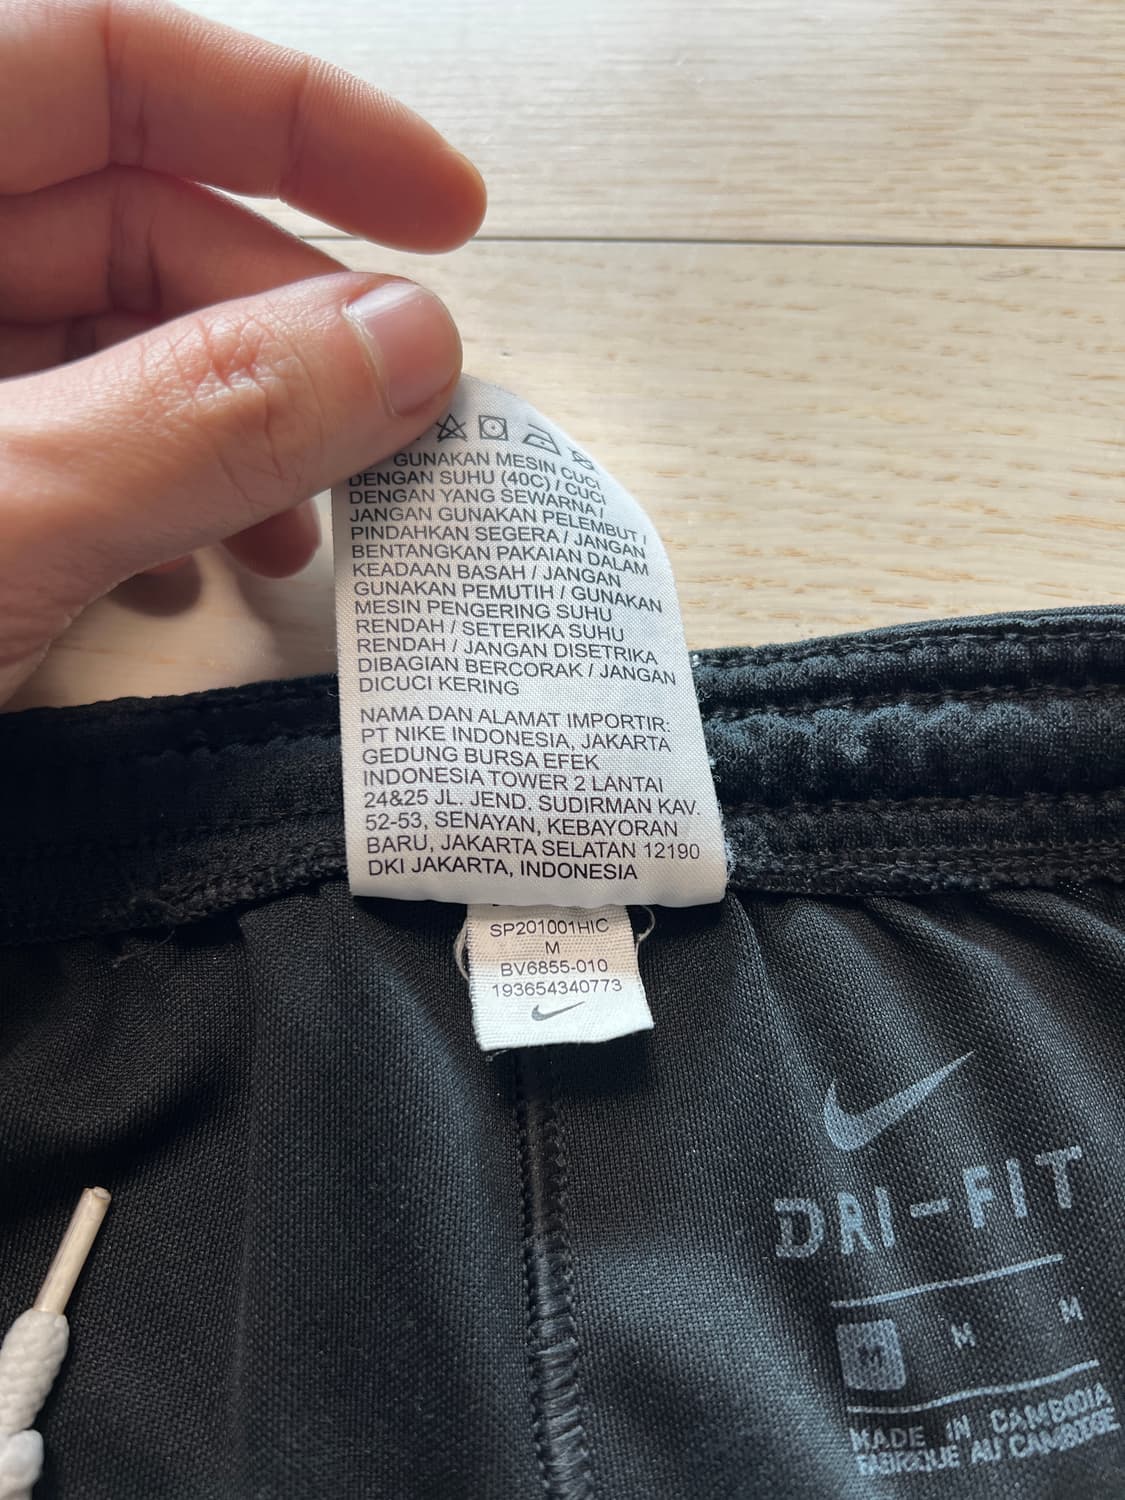 GUNAKAN MESIN CUCI
DENGAN SUHU (40C) / CUCI
DENGAN YANG SEWARNA /
JANGAN GUNAKAN PELEMBUT /
PINDAHKAN SEGERA / JANGAN
BENTANGKAN PAKAIAN DALAM
KEADAAN BASAH / JANGAN
GUNAKAN PEMUTIH / GUNAKAN
MESIN PENGERING SUHU
RENDAH / SETERIKA SUHU
RENDAH / JANGAN DISETRIKA
DIBAGIAN BERCORAK / JANGAN
DICUCI KERING
NAMA DAN ALAMAT IMPORTIR:
PT NIKE INDONESIA, JAKARTA
GEDUNG BURSA EFEK
INDONESIA TOWER 2 LANTAI
24&25 JL. JEND. SUDIRMAN KAV.
52-53, SENAYAN, KEBAYORAN
BARU, JAKARTA SELATAN 12190
DKI JAKARTA, INDONESIA
SP201001HIC
M
BV6855-010
193654340773
DRI-FIT
M M M
MADE IN CAMBODIA
FABRIQUE AU CAMBODGE